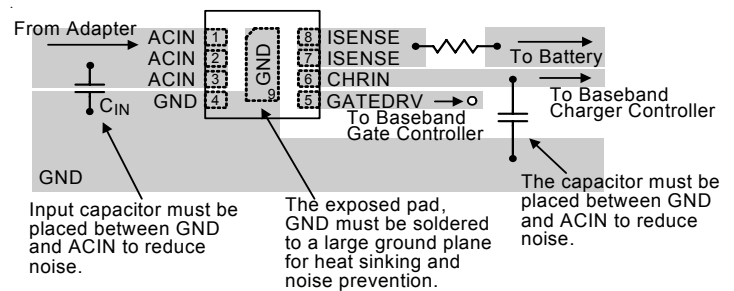 From Adapter
ACIN 1
ACIN 2
ACIN 3
GND 4
GND
9
8 ISENSE
7 ISENSE
6 CHRIN
5 GATEDRV
To Battery
To Baseband
Charger Controller
To Baseband
Gate Controller
CIN
GND
Input capacitor must be
placed between GND
and ACIN to reduce
noise.
The exposed pad,
GND must be soldered
to a large ground plane
for heat sinking and
noise prevention.
The capacitor must be
placed between GND
and ACIN to reduce
noise.